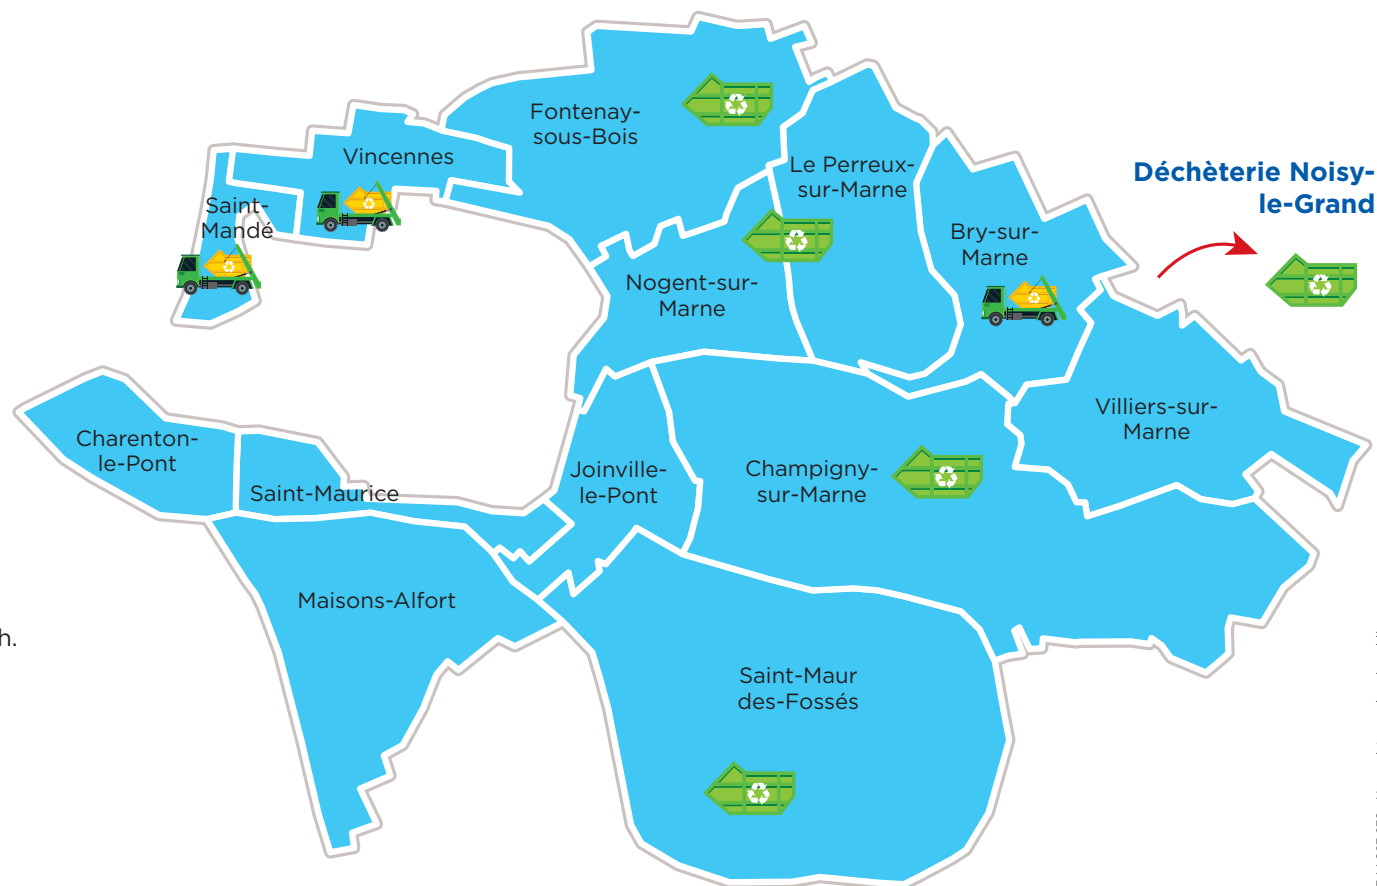 Fontenay-
sous-Bois
Vincennes
Le Perreux-
sur-Marne
Déchèterie Noisy-
le-Grand
Saint-
Mandé
Bry-sur-
Marne
Nogent-sur-
Marne
Villiers-sur-
Marne
Charenton-
le-Pont
Saint-Maurice
Joinville-
le-Pont
Champigny-
sur-Marne
Maisons-Alfort
h.
Saint-Maur
des-Fossés